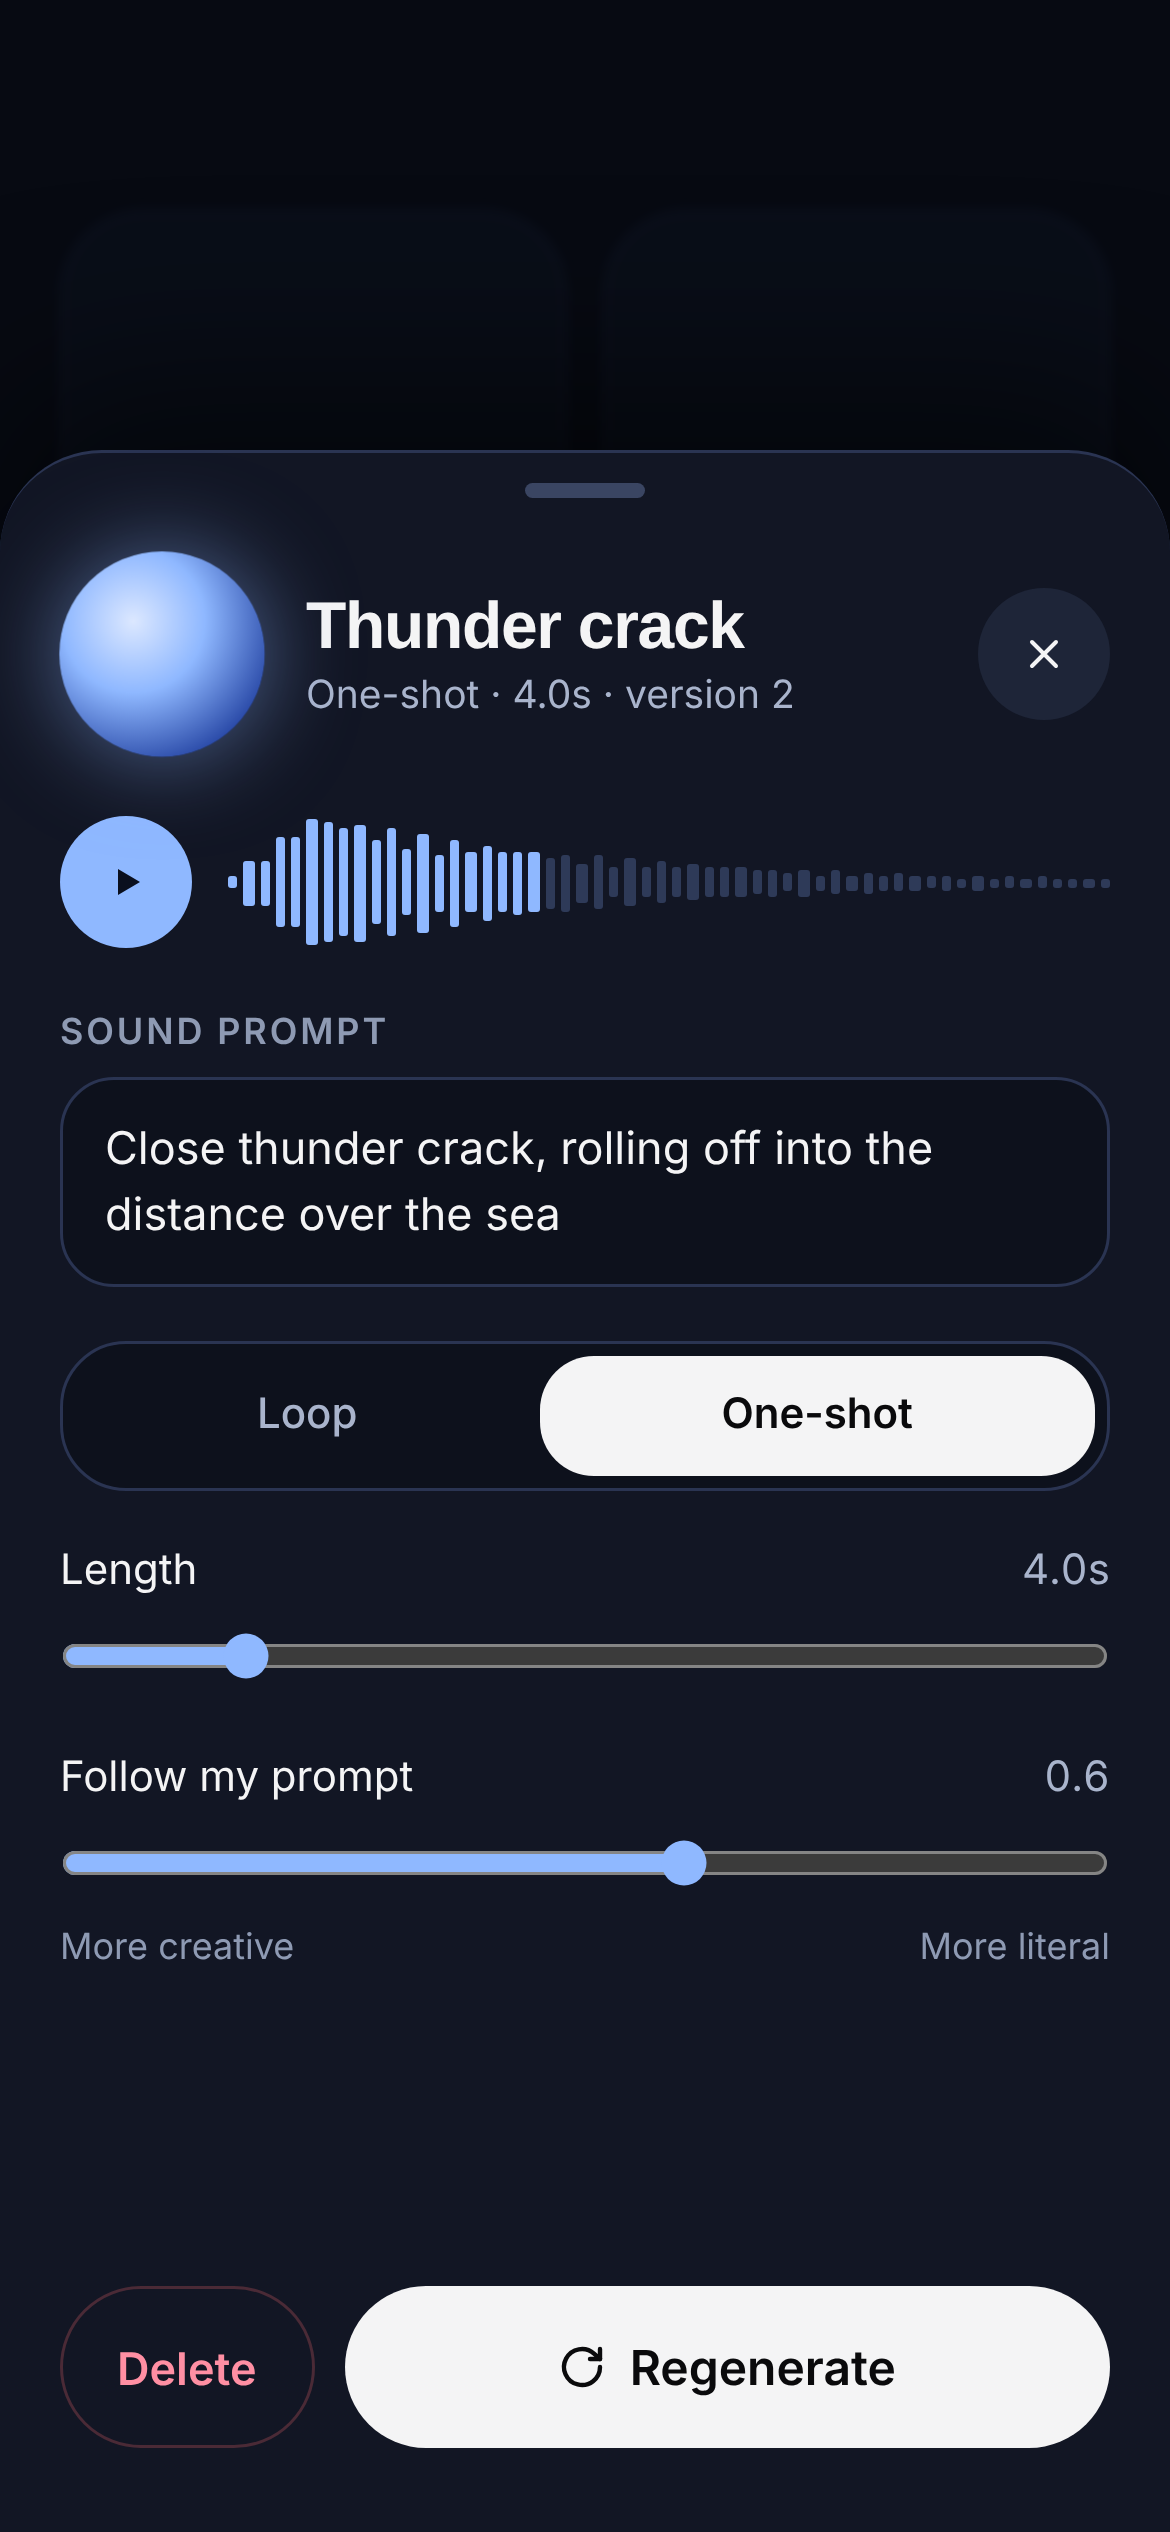 Thunder crack
One-shot · 4.0s · version 2
SOUND PROMPT
Close thunder crack, rolling off into the
distance over the sea
Loop
One-shot
Length
4.0s
Follow my prompt
0.6
More creative
More literal
Delete
Regenerate